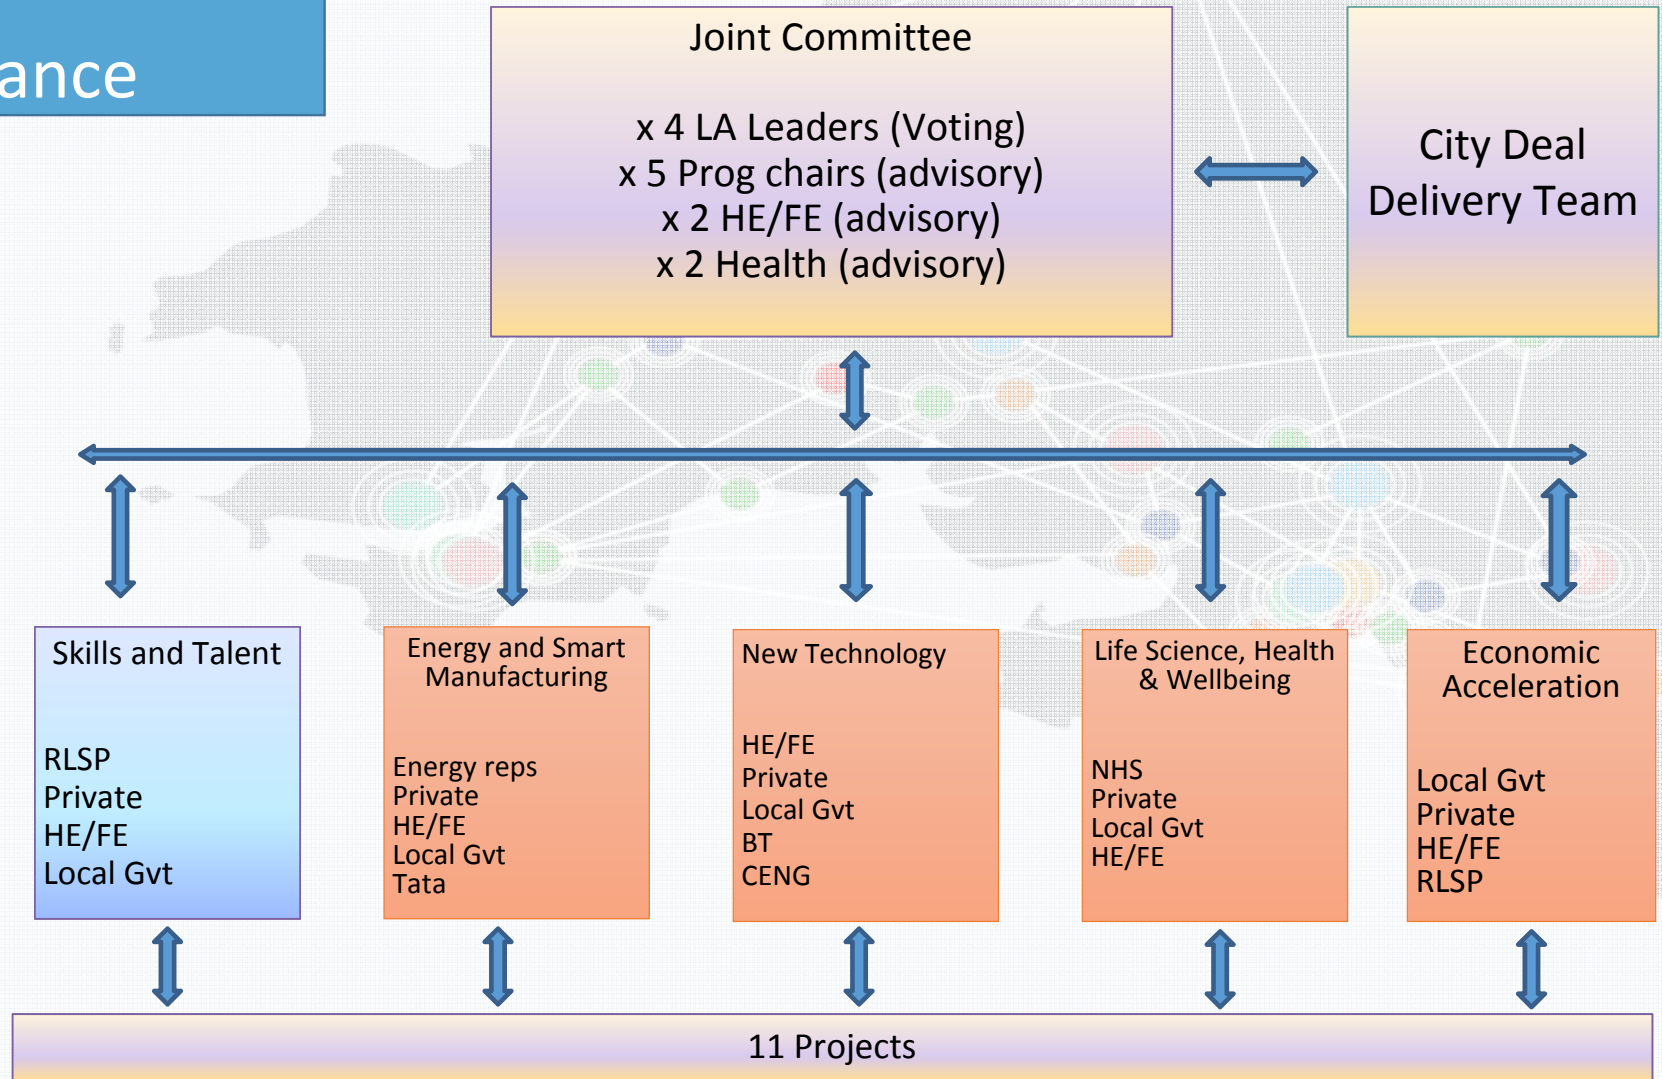 ance
Joint Committee
x 4 LA Leaders (Voting)
x 5 Prog chairs (advisory)
x 2 HE/FE (advisory)
x 2 Health (advisory)
City Deal
Delivery Team
Skills and Talent
RLSP
Private
HE/FE
Local Gvt
Energy and Smart
Manufacturing
Energy reps
Private
HE/FE
Local Gvt
Tata
New Technology
HE/FE
Private
Local Gvt
BT
CENG
Life Science, Health
& Wellbeing
NHS
Private
Local Gvt
HE/FE
Economic
Acceleration
Local Gvt
Private
HE/FE
RLSP
11 Projects